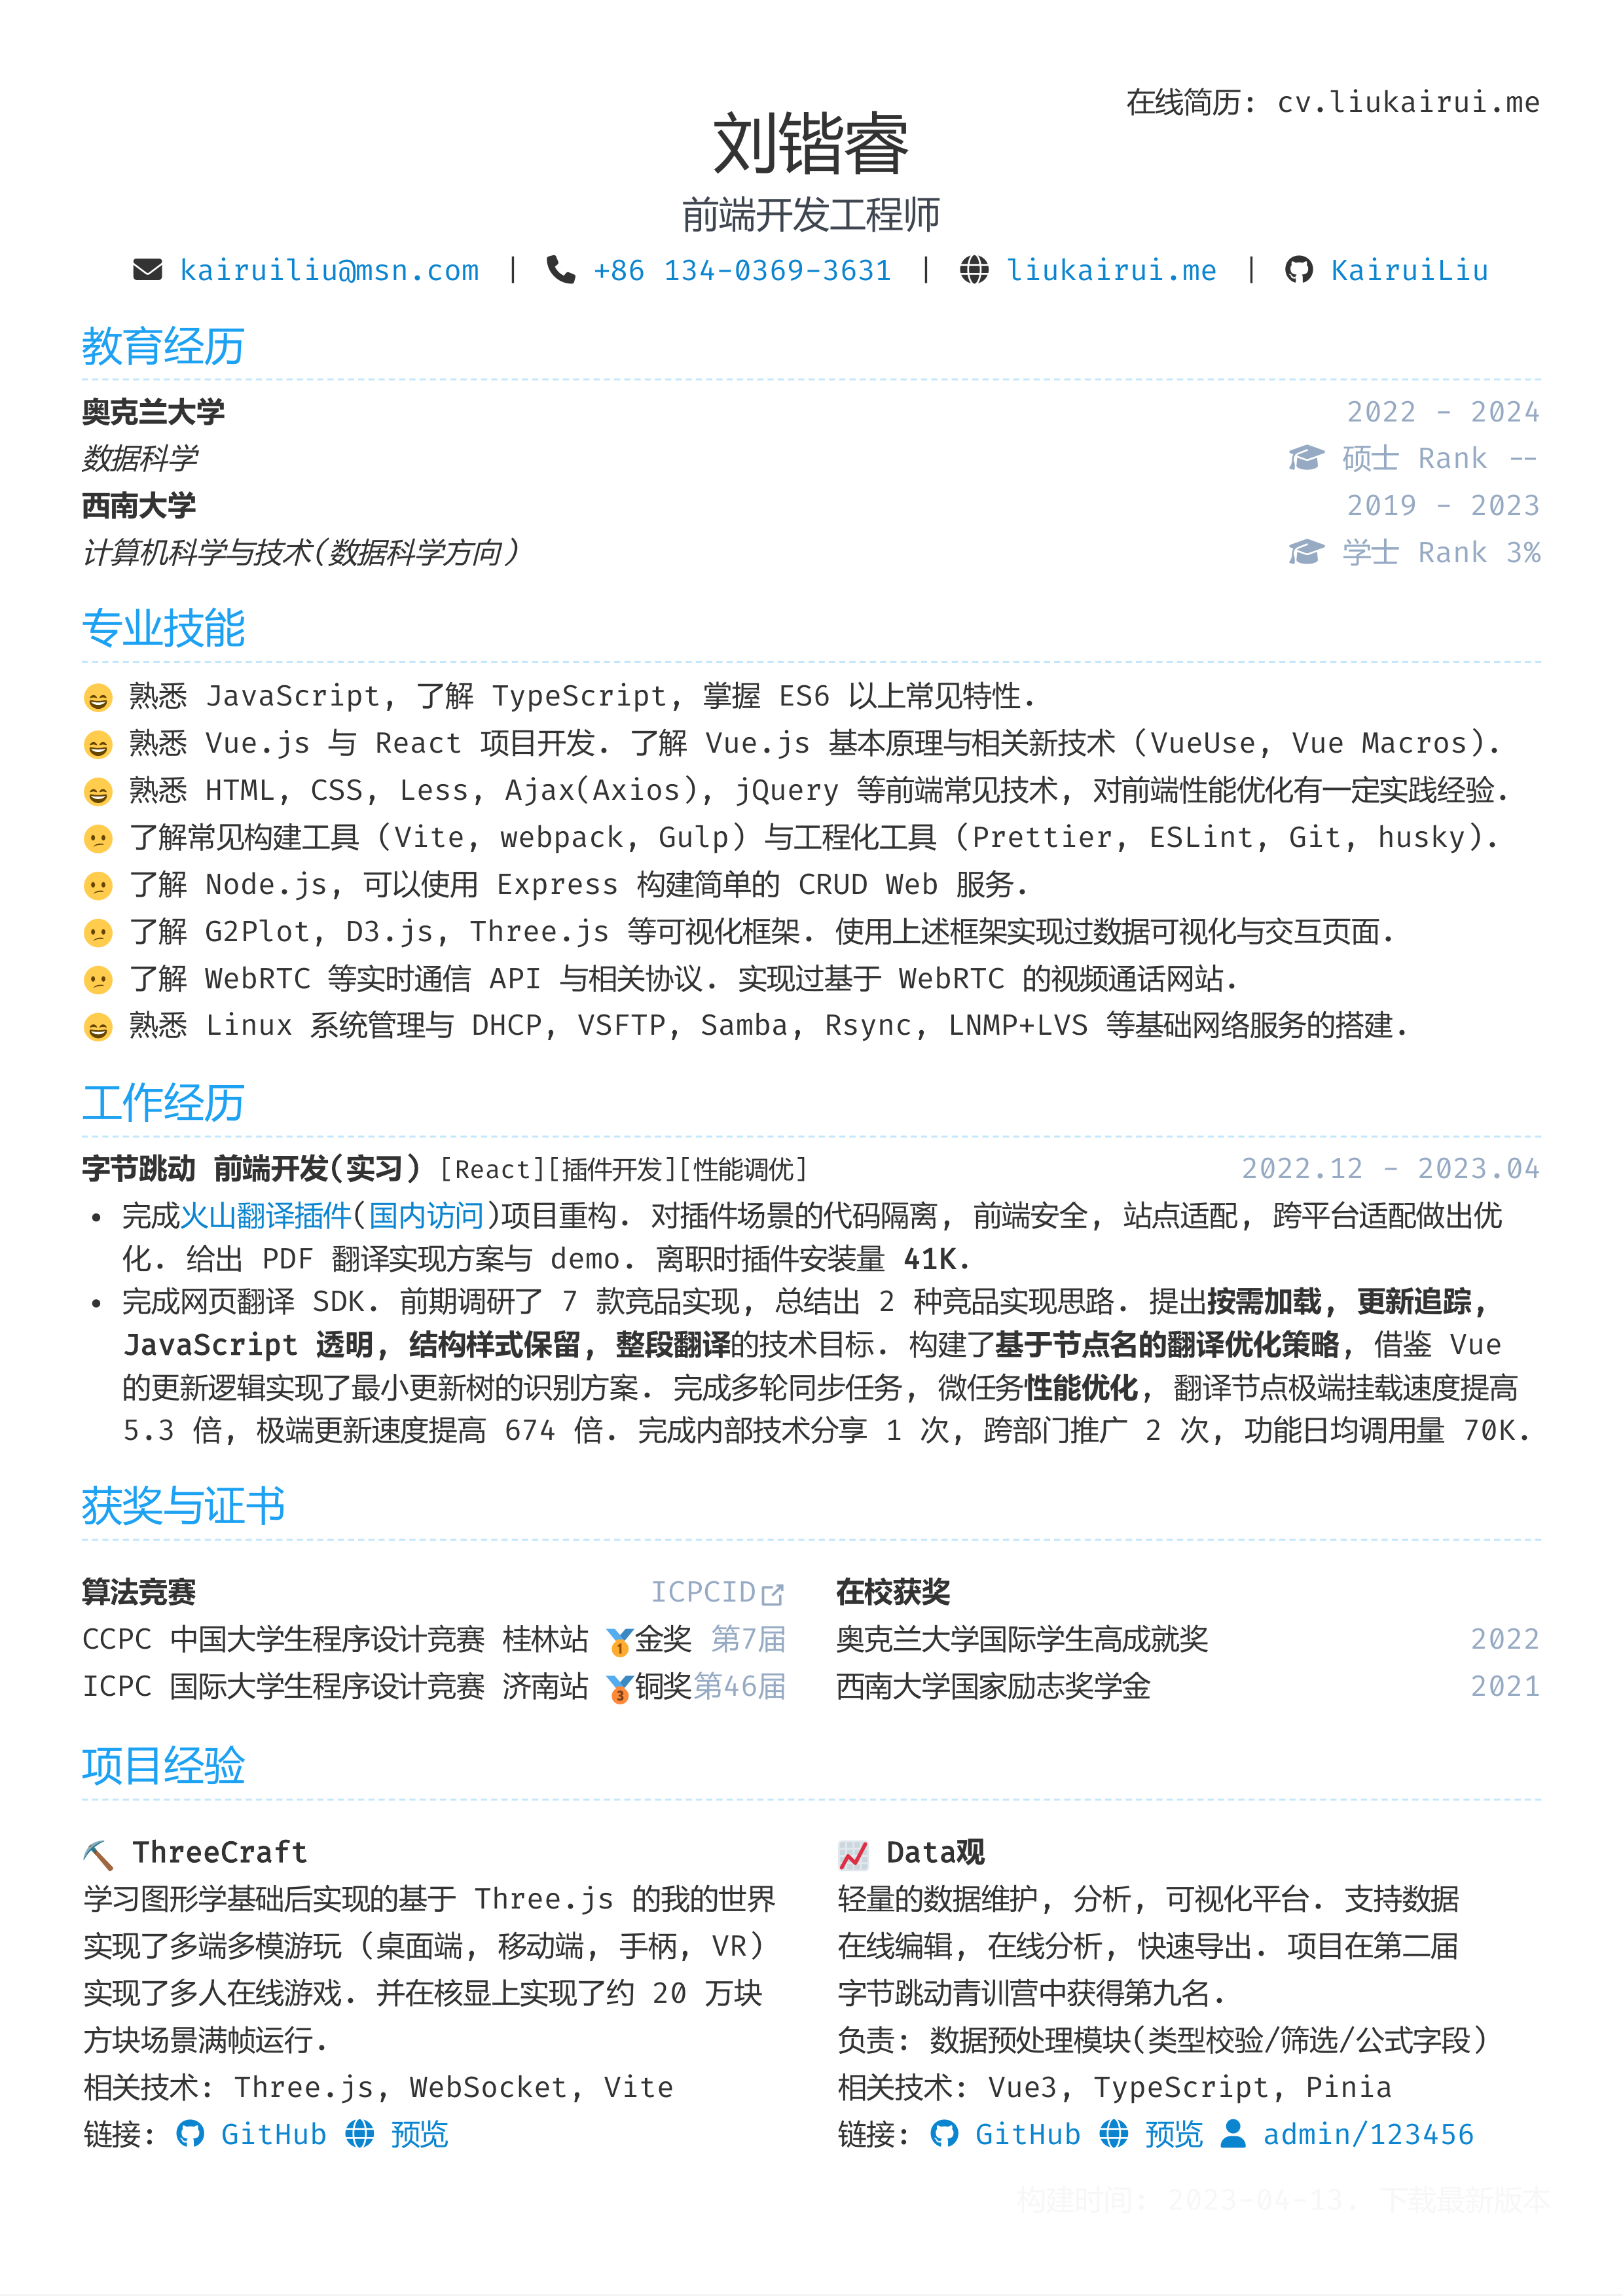 在线简历: cv.liukairui.me
刘锴睿
前端开发工程师
kairuiliu@msn.com | +86 134-0369-3631 | liukairui.me | KairuiLiu
教育经历
奥克兰大学 2022 - 2024
数据科学 硕士 Rank --
西南大学 2019 - 2023
计算机科学与技术(数据科学方向) 学士 Rank 3%
专业技能
😄 熟悉 JavaScript, 了解 TypeScript, 掌握 ES6 以上常见特性.
😄 熟悉 Vue.js 与 React 项目开发. 了解 Vue.js 基本原理与相关新技术 (VueUse, Vue Macros).
😄 熟悉 HTML, CSS, Less, Ajax(Axios), jQuery 等前端常见技术, 对前端性能优化有一定实践经验.
🫤 了解常见构建工具 (Vite, webpack, Gulp) 与工程化工具 (Prettier, ESLint, Git, husky).
🫤 了解 Node.js, 可以使用 Express 构建简单的 CRUD Web 服务.
🫤 了解 G2Plot, D3.js, Three.js 等可视化框架. 使用上述框架实现过数据可视化与交互页面.
🫤 了解 WebRTC 等实时通信 API 与相关协议. 实现过基于 WebRTC 的视频通话网站.
😄 熟悉 Linux 系统管理与 DHCP, VSFTP, Samba, Rsync, LNMP+LVS 等基础网络服务的搭建.
工作经历
字节跳动 前端开发(实习) [React][插件开发][性能调优] 2022.12 - 2023.04
• 完成火山翻译插件(国内访问)项目重构. 对插件场景的代码隔离, 前端安全, 站点适配, 跨平台适配做出优
化. 给出 PDF 翻译实现方案与 demo. 离职时插件安装量 41K.
• 完成网页翻译 SDK. 前期调研了 7 款竞品实现, 总结出 2 种竞品实现思路. 提出按需加载, 更新追踪,
JavaScript 透明, 结构样式保留, 整段翻译的技术目标. 构建了基于节点名的翻译优化策略, 借鉴 Vue
的更新逻辑实现了最小更新树的识别方案. 完成多轮同步任务, 微任务性能优化, 翻译节点极端挂载速度提高
5.3 倍, 极端更新速度提高 674 倍. 完成内部技术分享 1 次, 跨部门推广 2 次, 功能日均调用量 70K.
获奖与证书
算法竞赛 ICPCID
CCPC 中国大学生程序设计竞赛 桂林站 🥇金奖 第7届
ICPC 国际大学生程序设计竞赛 济南站 🥉铜奖第46届
在校获奖
奥克兰大学国际学生高成就奖 2022
西南大学国家励志奖学金 2021
项目经验
⛏️ ThreeCraft
学习图形学基础后实现的基于 Three.js 的我的世界
实现了多端多模游玩 (桌面端, 移动端, 手柄, VR)
实现了多人在线游戏. 并在核显上实现了约 20 万块
方块场景满帧运行.
相关技术: Three.js, WebSocket, Vite
链接: GitHub 预览
📈 Data观
轻量的数据维护, 分析, 可视化平台. 支持数据
在线编辑, 在线分析, 快速导出. 项目在第二届
字节跳动青训营中获得第九名.
负责: 数据预处理模块(类型校验/筛选/公式字段)
相关技术: Vue3, TypeScript, Pinia
链接: GitHub 预览 admin/123456
构建时间: 2023-04-13. 下载最新版本